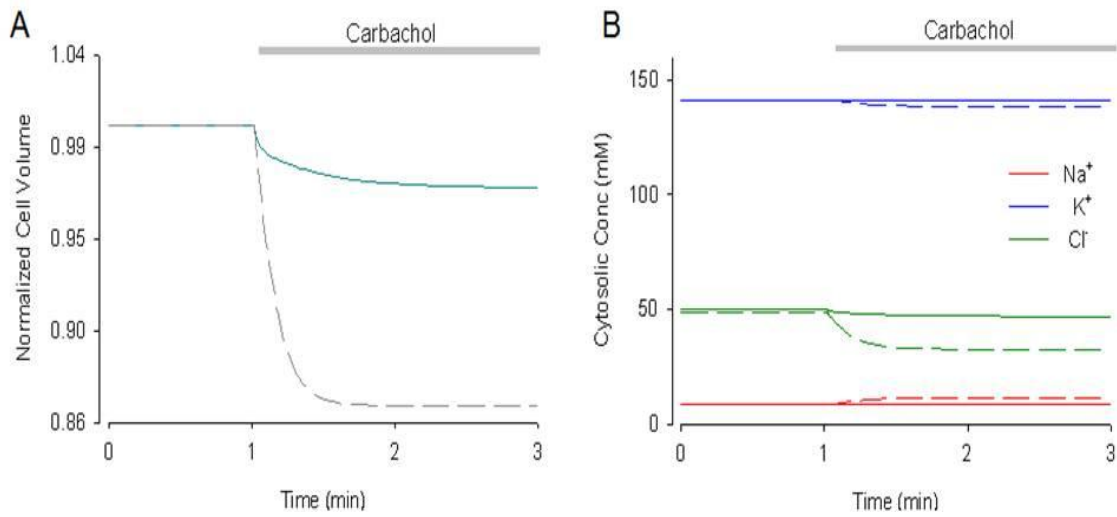 A
Carbachol
1.04
0.99
0.95
0.90
0.86
Normalized Cell Volume
0
1
2
3
Time (min)
B
Carbachol
150
100
50
0
Cytosolic Conc (mM)
Na⁺
K⁺
Cl⁻
0
1
2
3
Time (min)